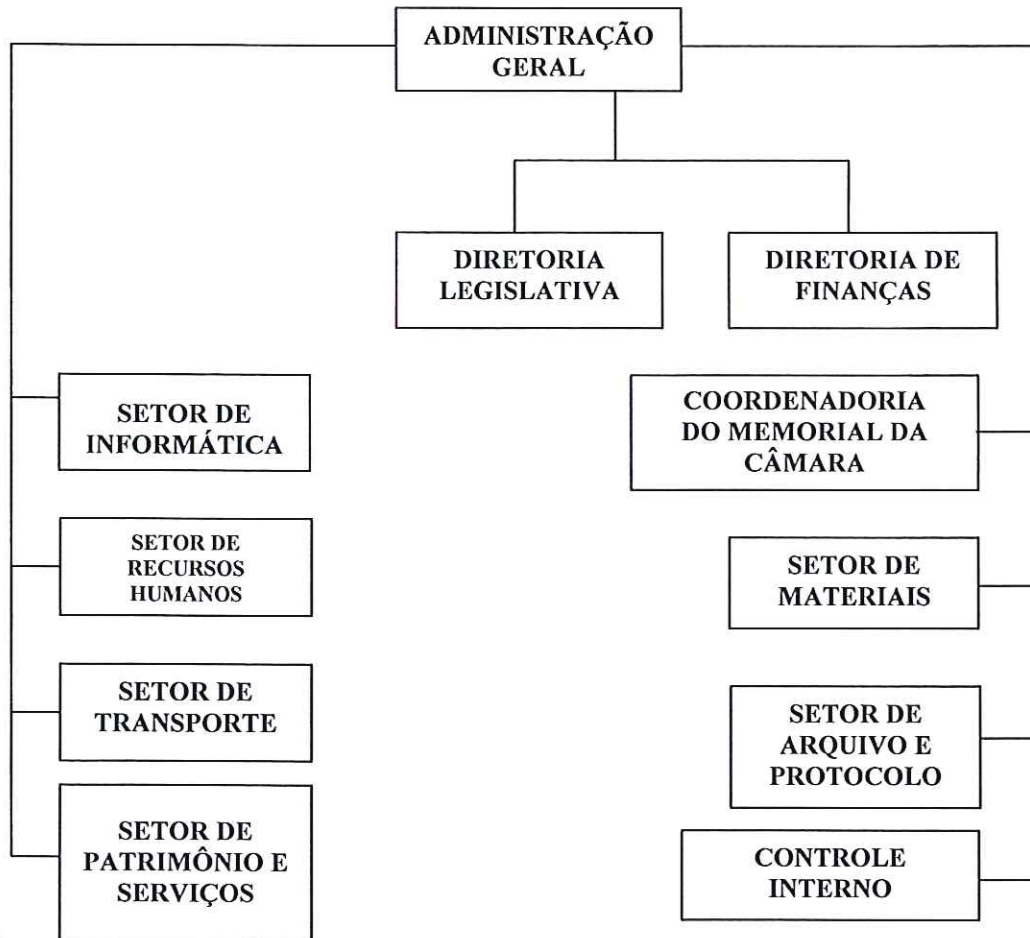 ADMINISTRAÇÃO
GERAL
DIRETORIA
LEGISLATIVA
DIRETORIA DE
FINANÇAS
SETOR DE
INFORMÁTICA
COORDENADORIA
DO MEMORIAL DA
CÂMARA
SETOR DE
RECURSOS
HUMANOS
SETOR DE
MATERIAIS
SETOR DE
TRANSPORTE
SETOR DE
ARQUIVO E
PROTOCOLO
SETOR DE
PATRIMÔNIO E
SERVIÇOS
CONTROLE
INTERNO